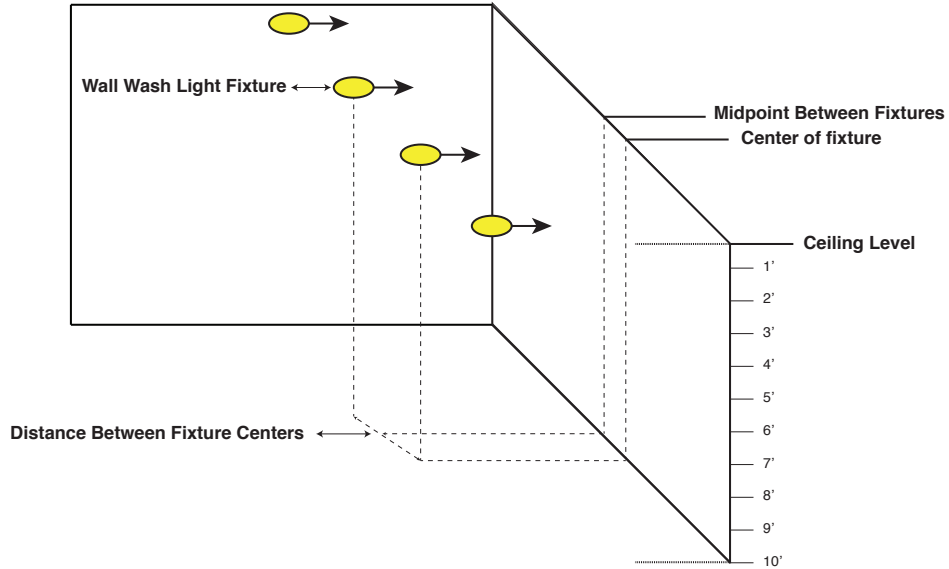 Wall Wash Light Fixture
Midpoint Between Fixtures
Center of fixture
Ceiling Level
1’
2’
3’
4’
5’
6’
Distance Between Fixture Centers
7’
8’
9’
10’